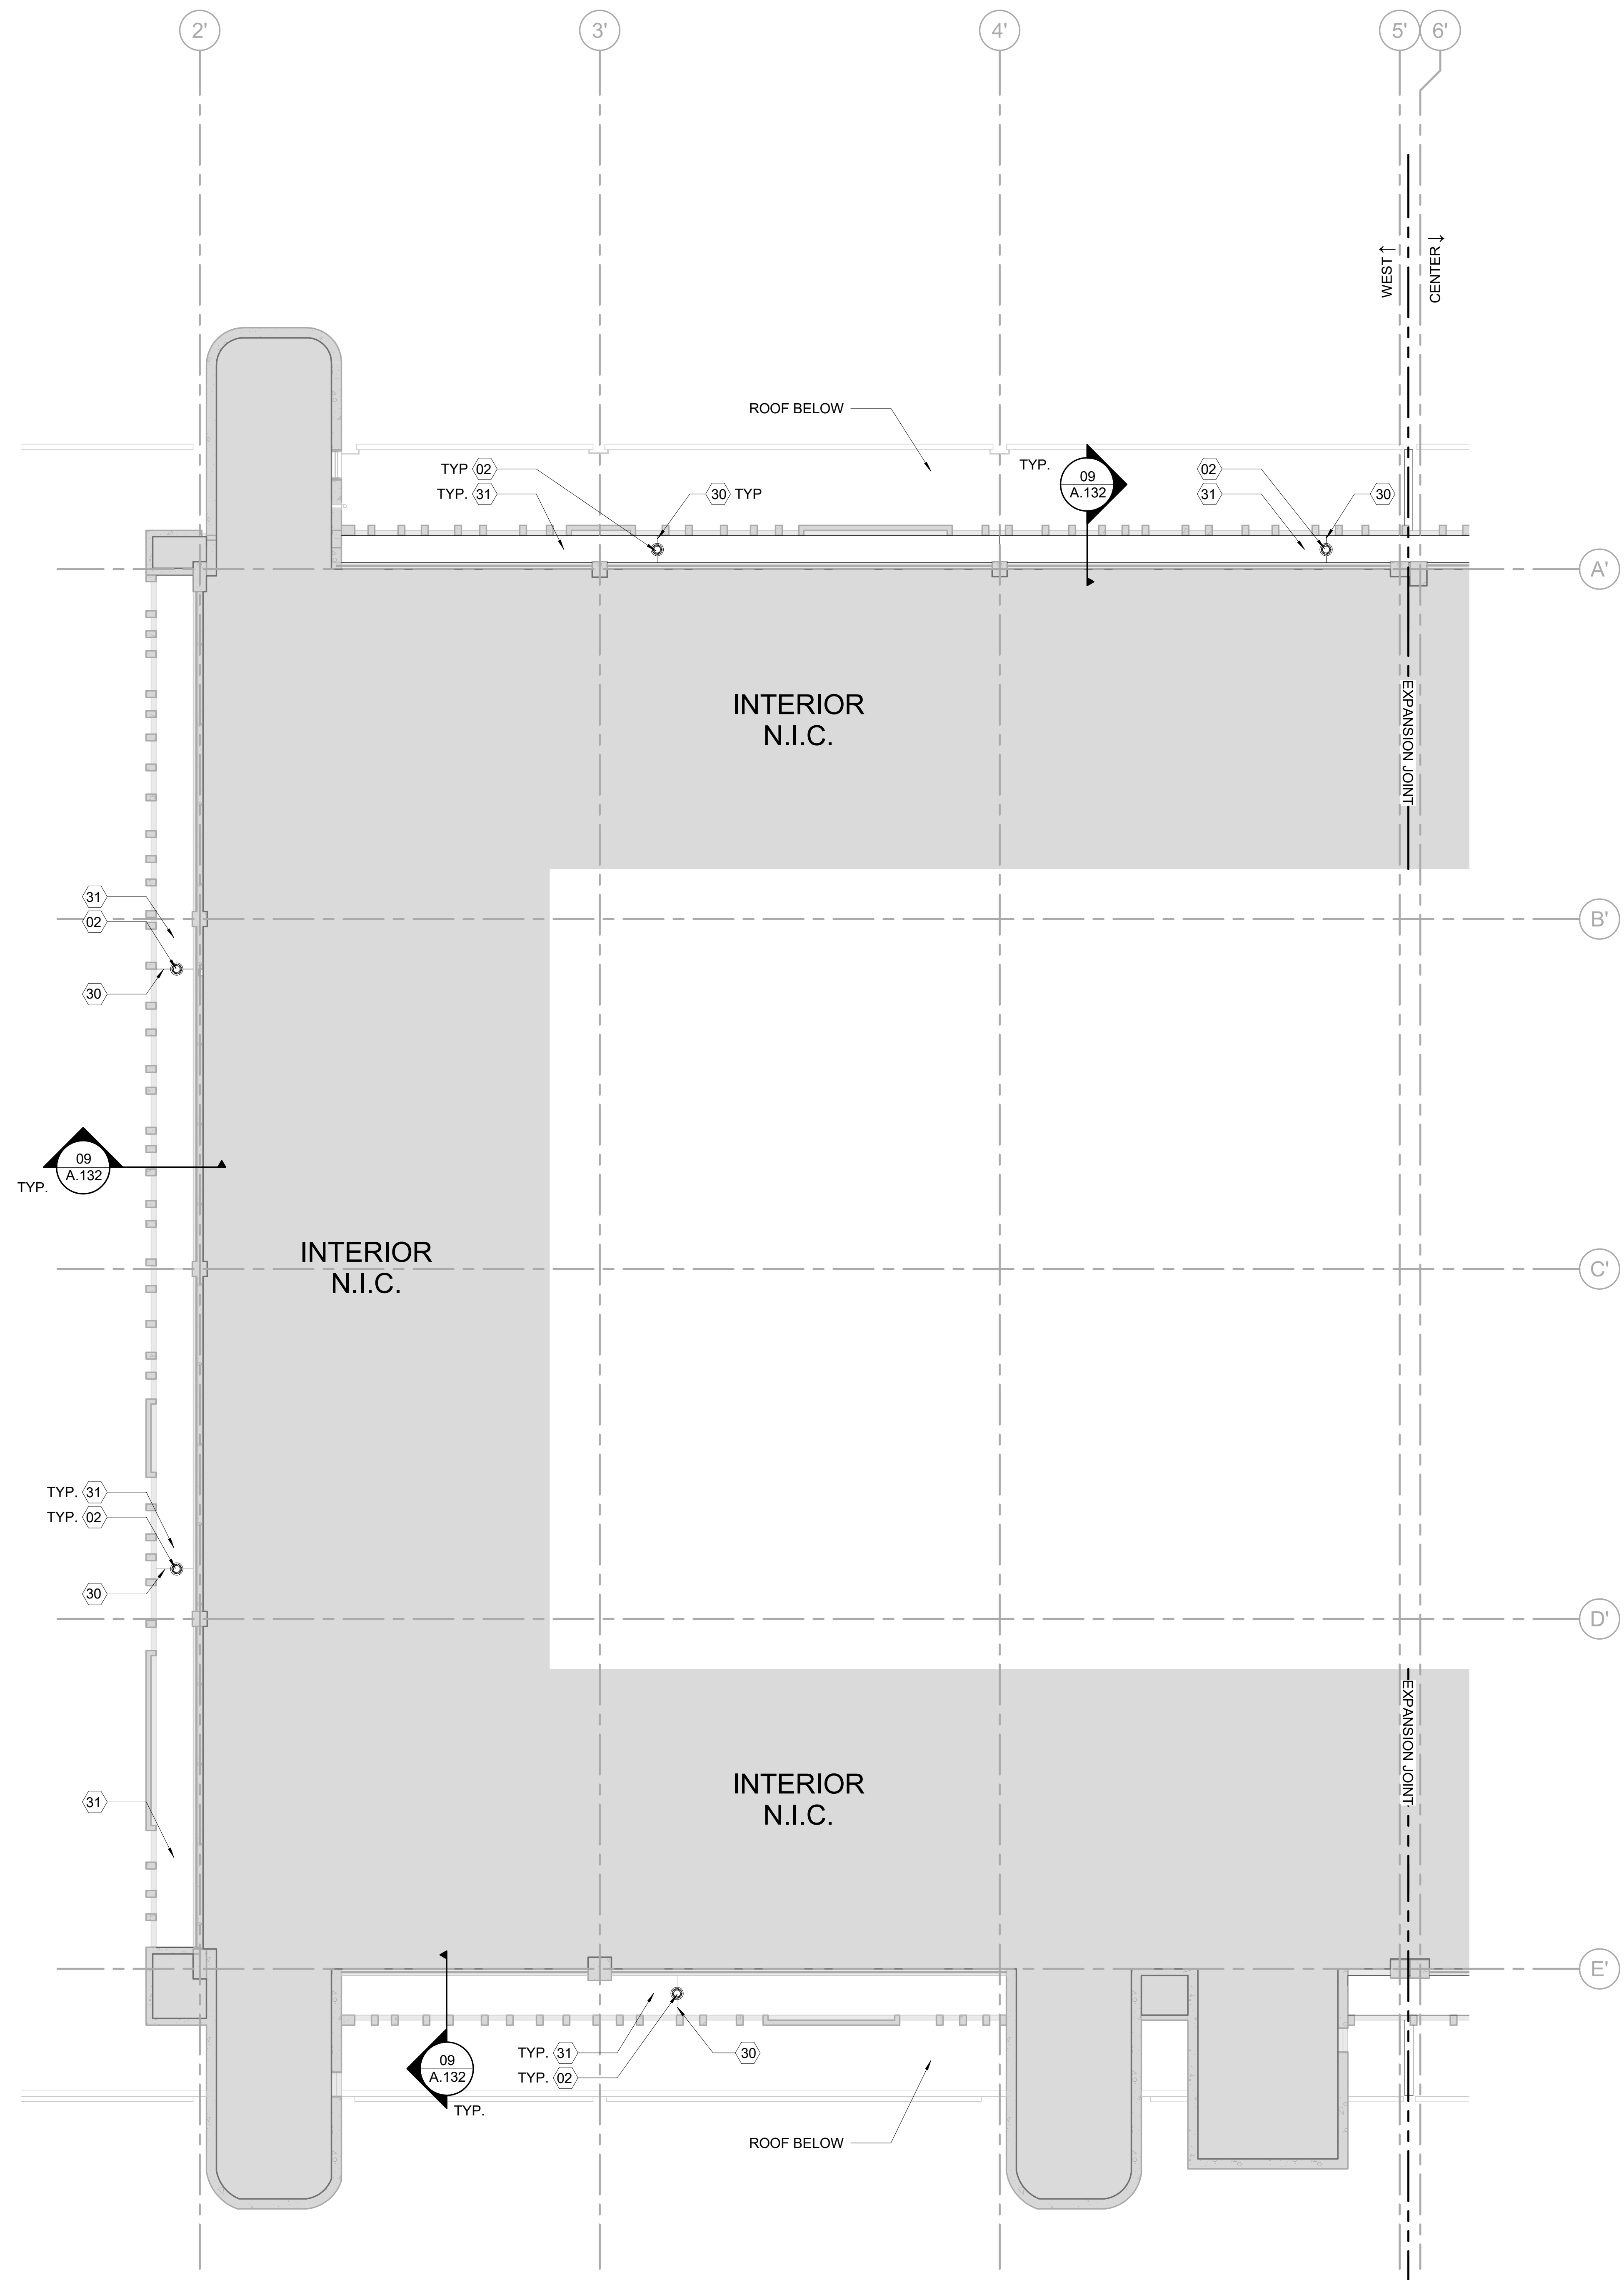 2' 3' 4' 5' 6'
WEST ↑
CENTER ↓
ROOF BELOW
TYP 02
TYP. 31
30 TYP
TYP.
09
A.132
02
31
30
A'
INTERIOR
N.I.C.
EXPANSION JOINT
31
02
30
B'
09
A.132
TYP.
INTERIOR
N.I.C.
C'
TYP. 31
TYP. 02
30
D'
EXPANSION JOINT
INTERIOR
N.I.C.
31
E'
09
A.132
TYP.
TYP. 31
TYP. 02
30
ROOF BELOW